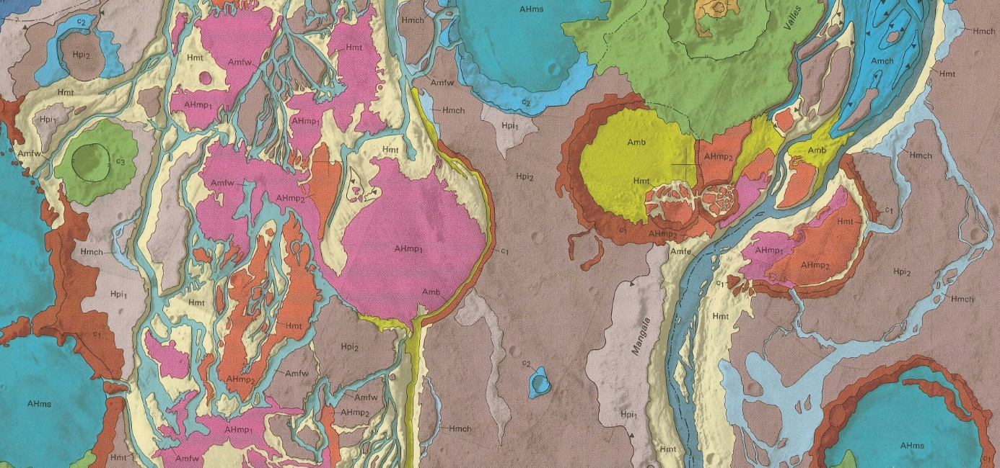 AHms
Hmch
c2
Hmch
Hpi2
Hmt
Valles
Hmt
Amfw
Amch
Hmt
Amfw
Hmt
AHmp1
c2
Hmch
Hpi1
AHmp1
Hpi1
Amb
Amfw
c3
Hmt
AHmp2
Amb
Hmch
Hpi2
Amfw
Hmt
AHmp2
c1
Hmt
c1
AHmp2
Hmch
AHmp1
c1
Amfe
AHmp1
AHmp2
Hpi2
c1
Hpi1
Amb
Hmch
Hmt
Hmt
Hmt
Mangala
c1
Hpi2
c2
Amfw
AHmp2
Amfw
AHms
AHmp2
Hpi1
AHmp1
Hmch
AHms
Hmt
Amfw
Hmt
c1